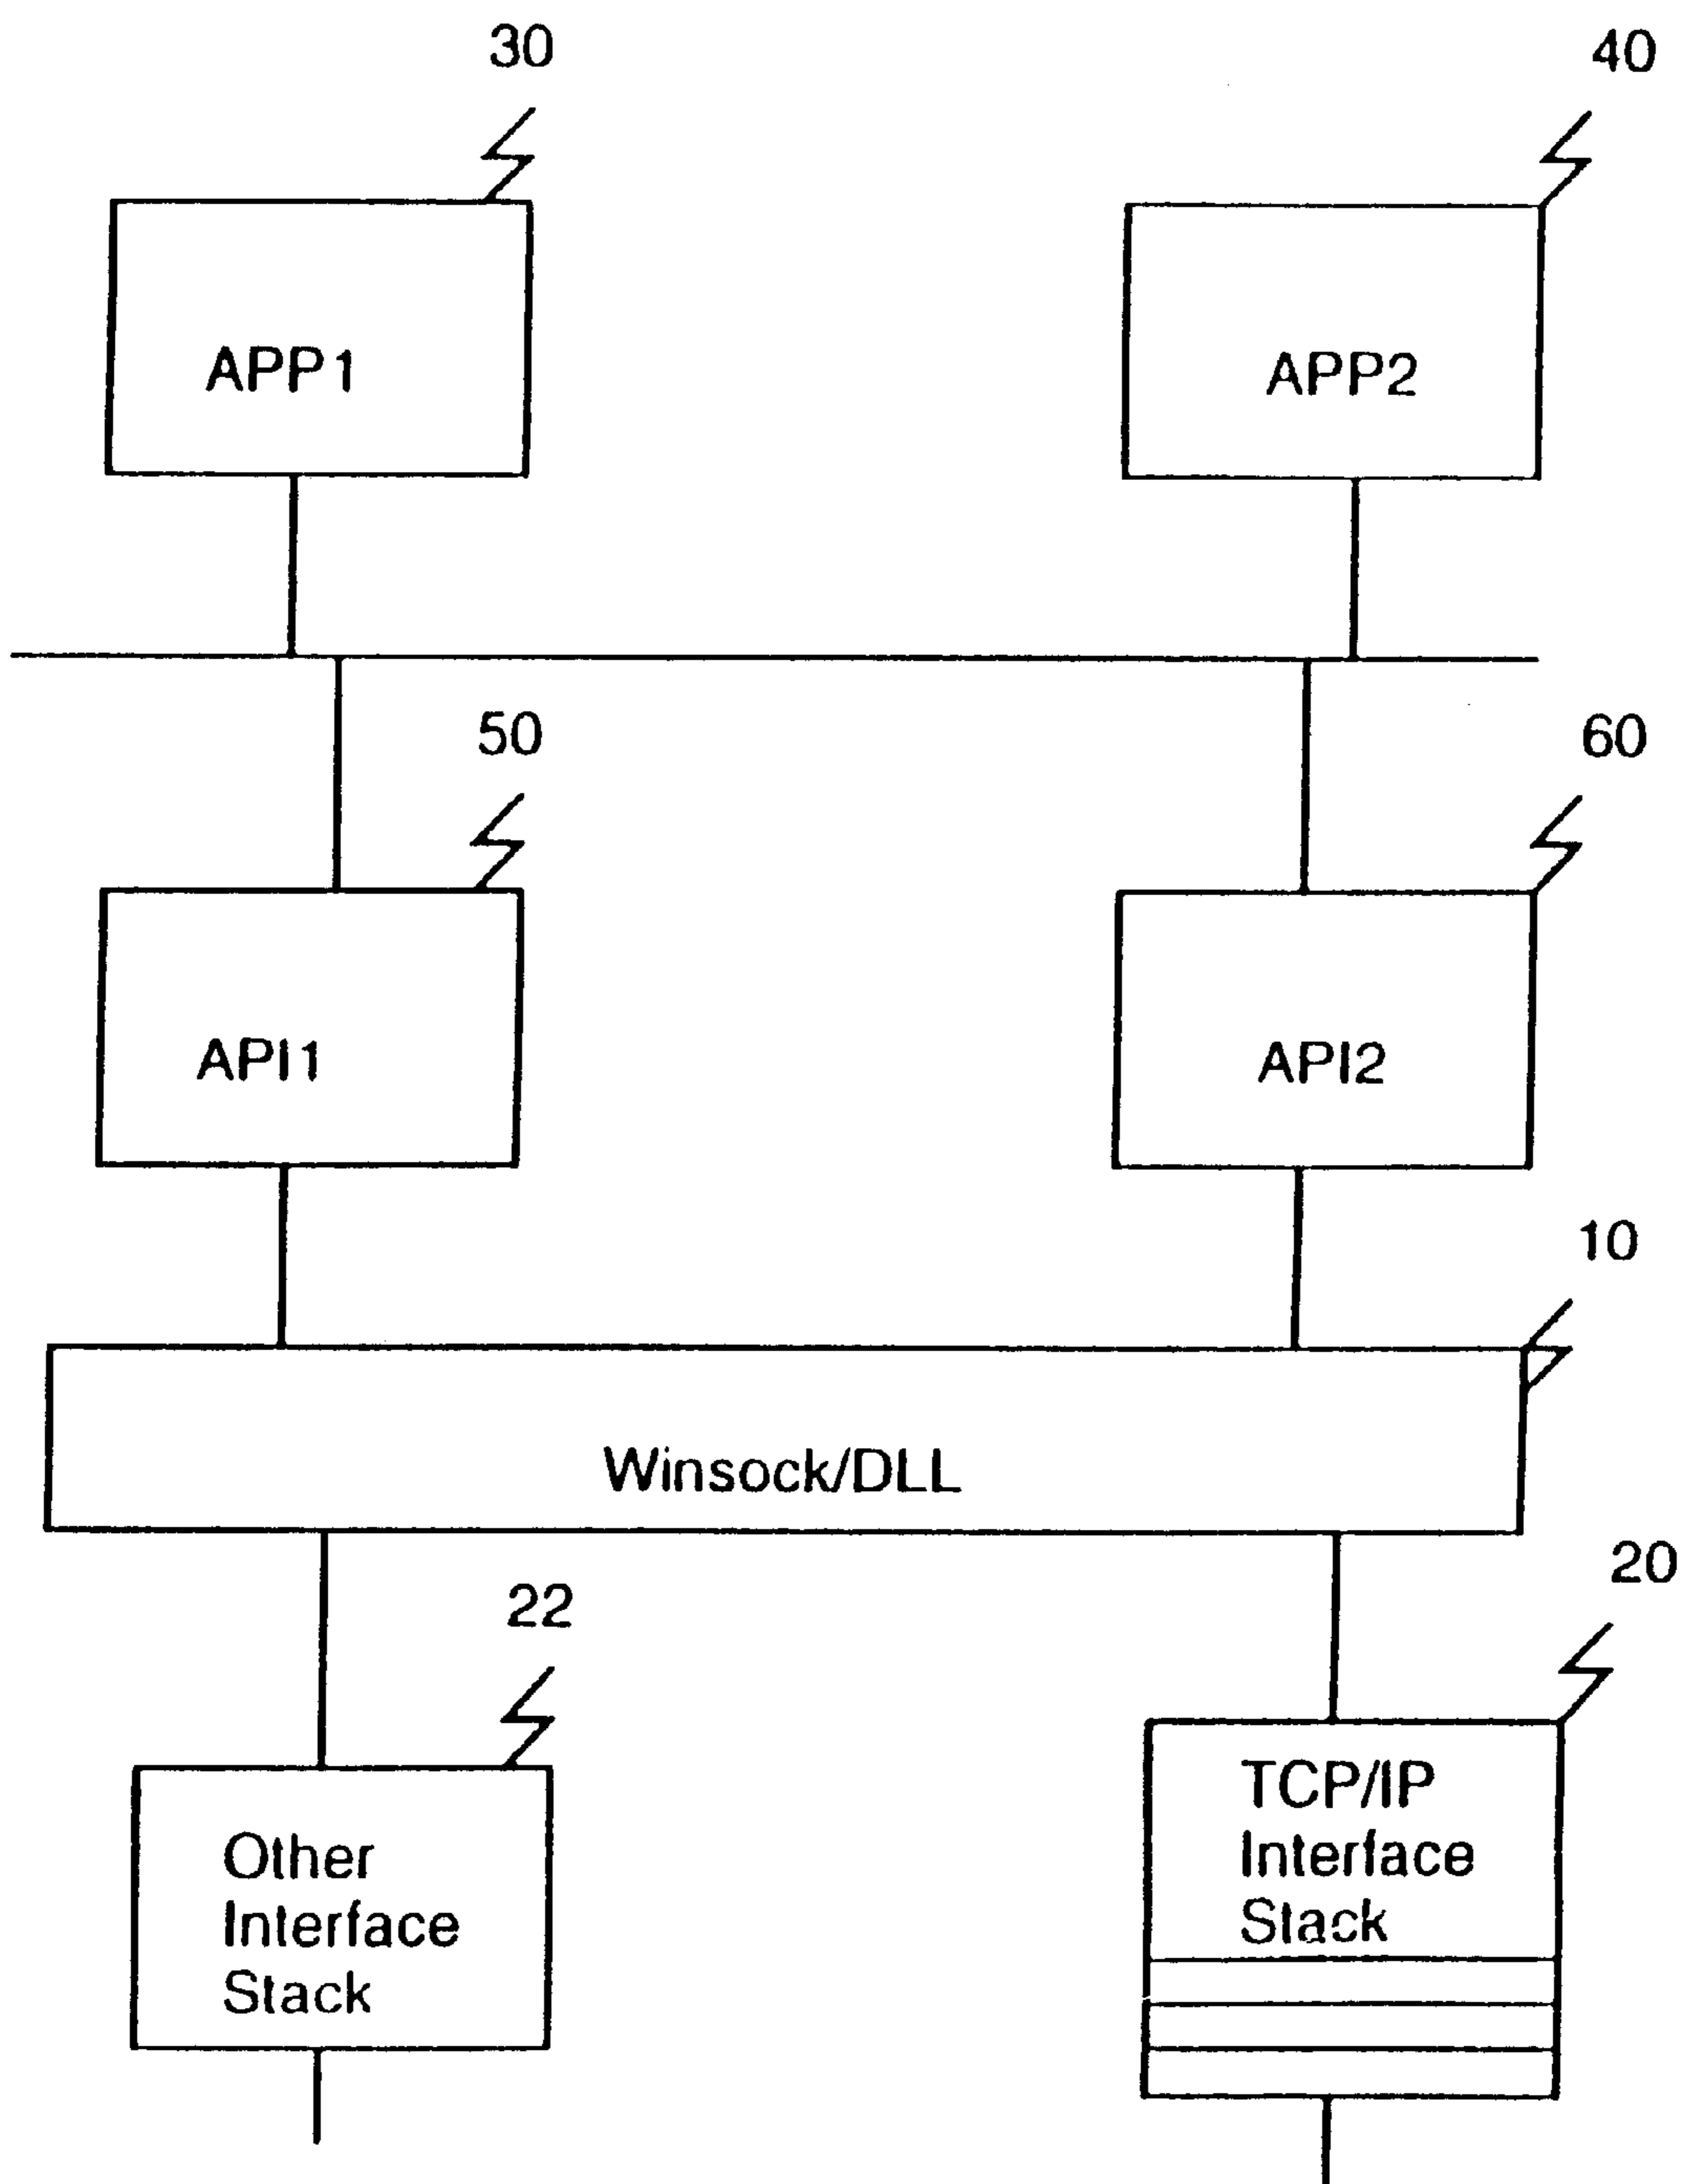 30
40
APP1
APP2
50
60
API1
API2
10
Winsock/DLL
20
22
TCP/IP
Interface
Stack
Other
Interface
Stack